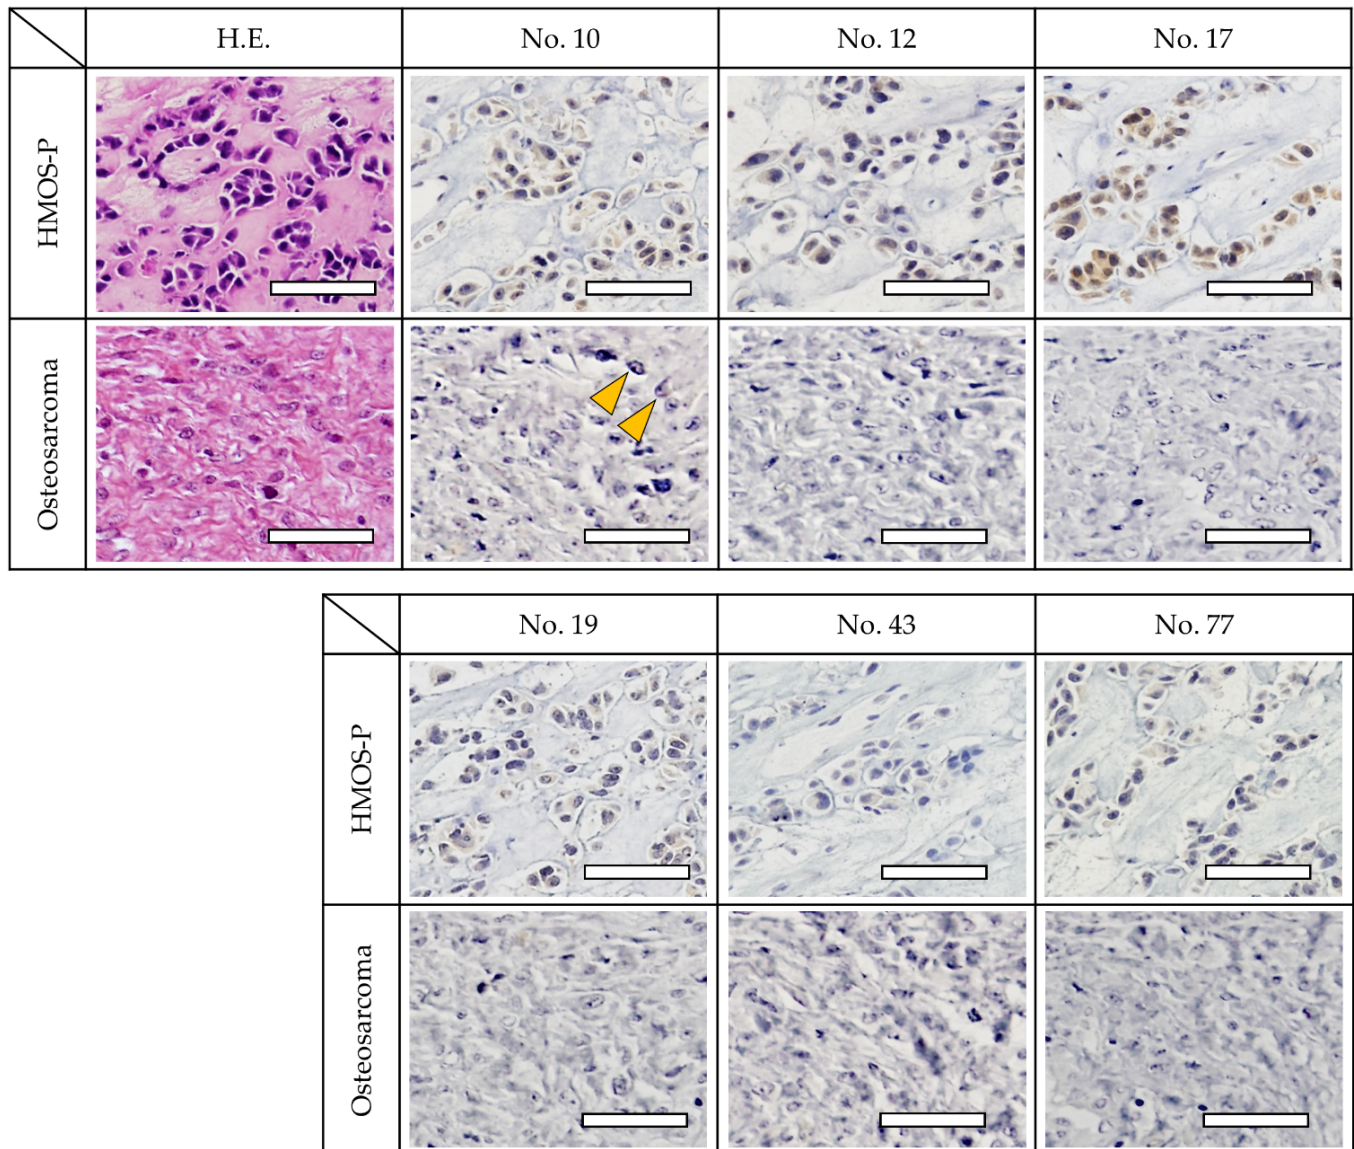 H.E.
No. 10
No. 12
No. 17
HMOS-P
Osteosarcoma
No. 19
No. 43
No. 77
HMOS-P
Osteosarcoma